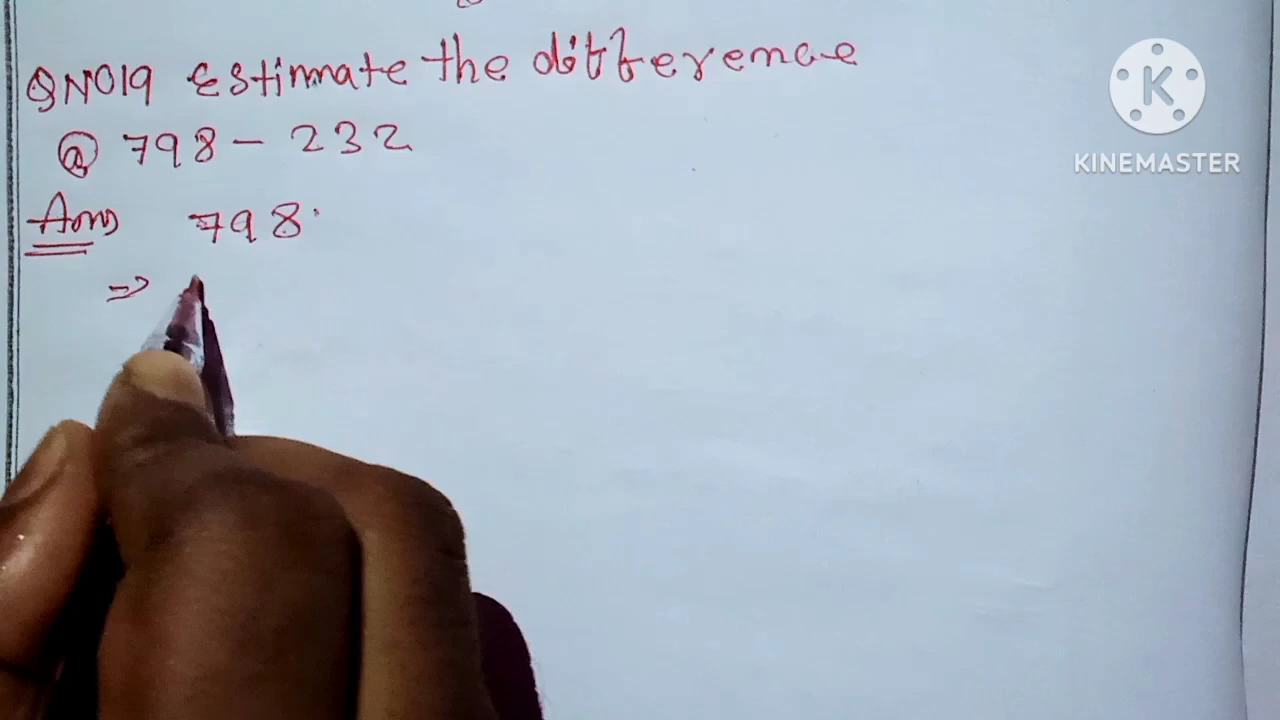 QNO19 Estimate the difference
ⓐ 798 - 232
Ans 798
⇒
K
KINEMASTER